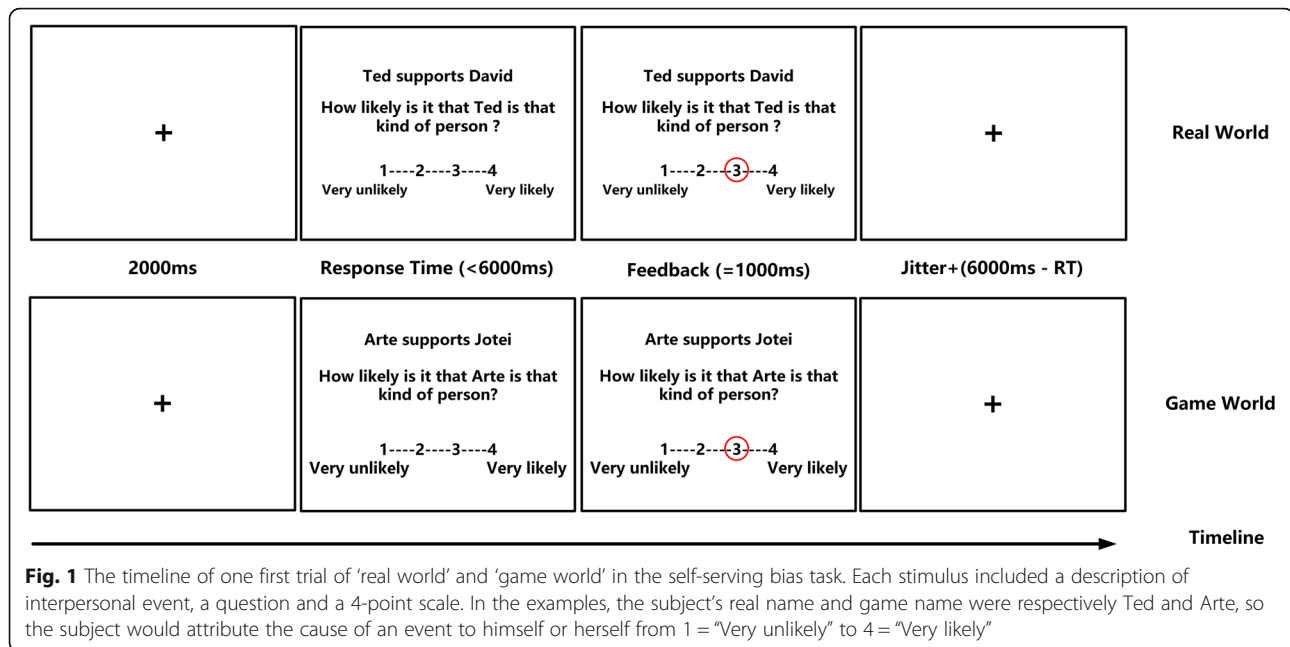 +
Ted supports David
How likely is it that Ted is that
kind of person ?
1----2----3----4
Very unlikely Very likely
Ted supports David
How likely is it that Ted is that
kind of person ?
1----2----3----4
Very unlikely Very likely
+
Real World
2000ms
Response Time (<6000ms)
Feedback (=1000ms)
Jitter+(6000ms - RT)
+
Arte supports Jotei
How likely is it that Arte is that
kind of person?
1----2----3----4
Very unlikely Very likely
Arte supports Jotei
How likely is it that Arte is that
kind of person?
1----2----3----4
Very unlikely Very likely
+
Game World
Timeline
Fig. 1 The timeline of one first trial of ‘real world’ and ‘game world’ in the self-serving bias task. Each stimulus included a description of
interpersonal event, a question and a 4-point scale. In the examples, the subject’s real name and game name were respectively Ted and Arte, so
the subject would attribute the cause of an event to himself or herself from 1 = “Very unlikely” to 4 = “Very likely”